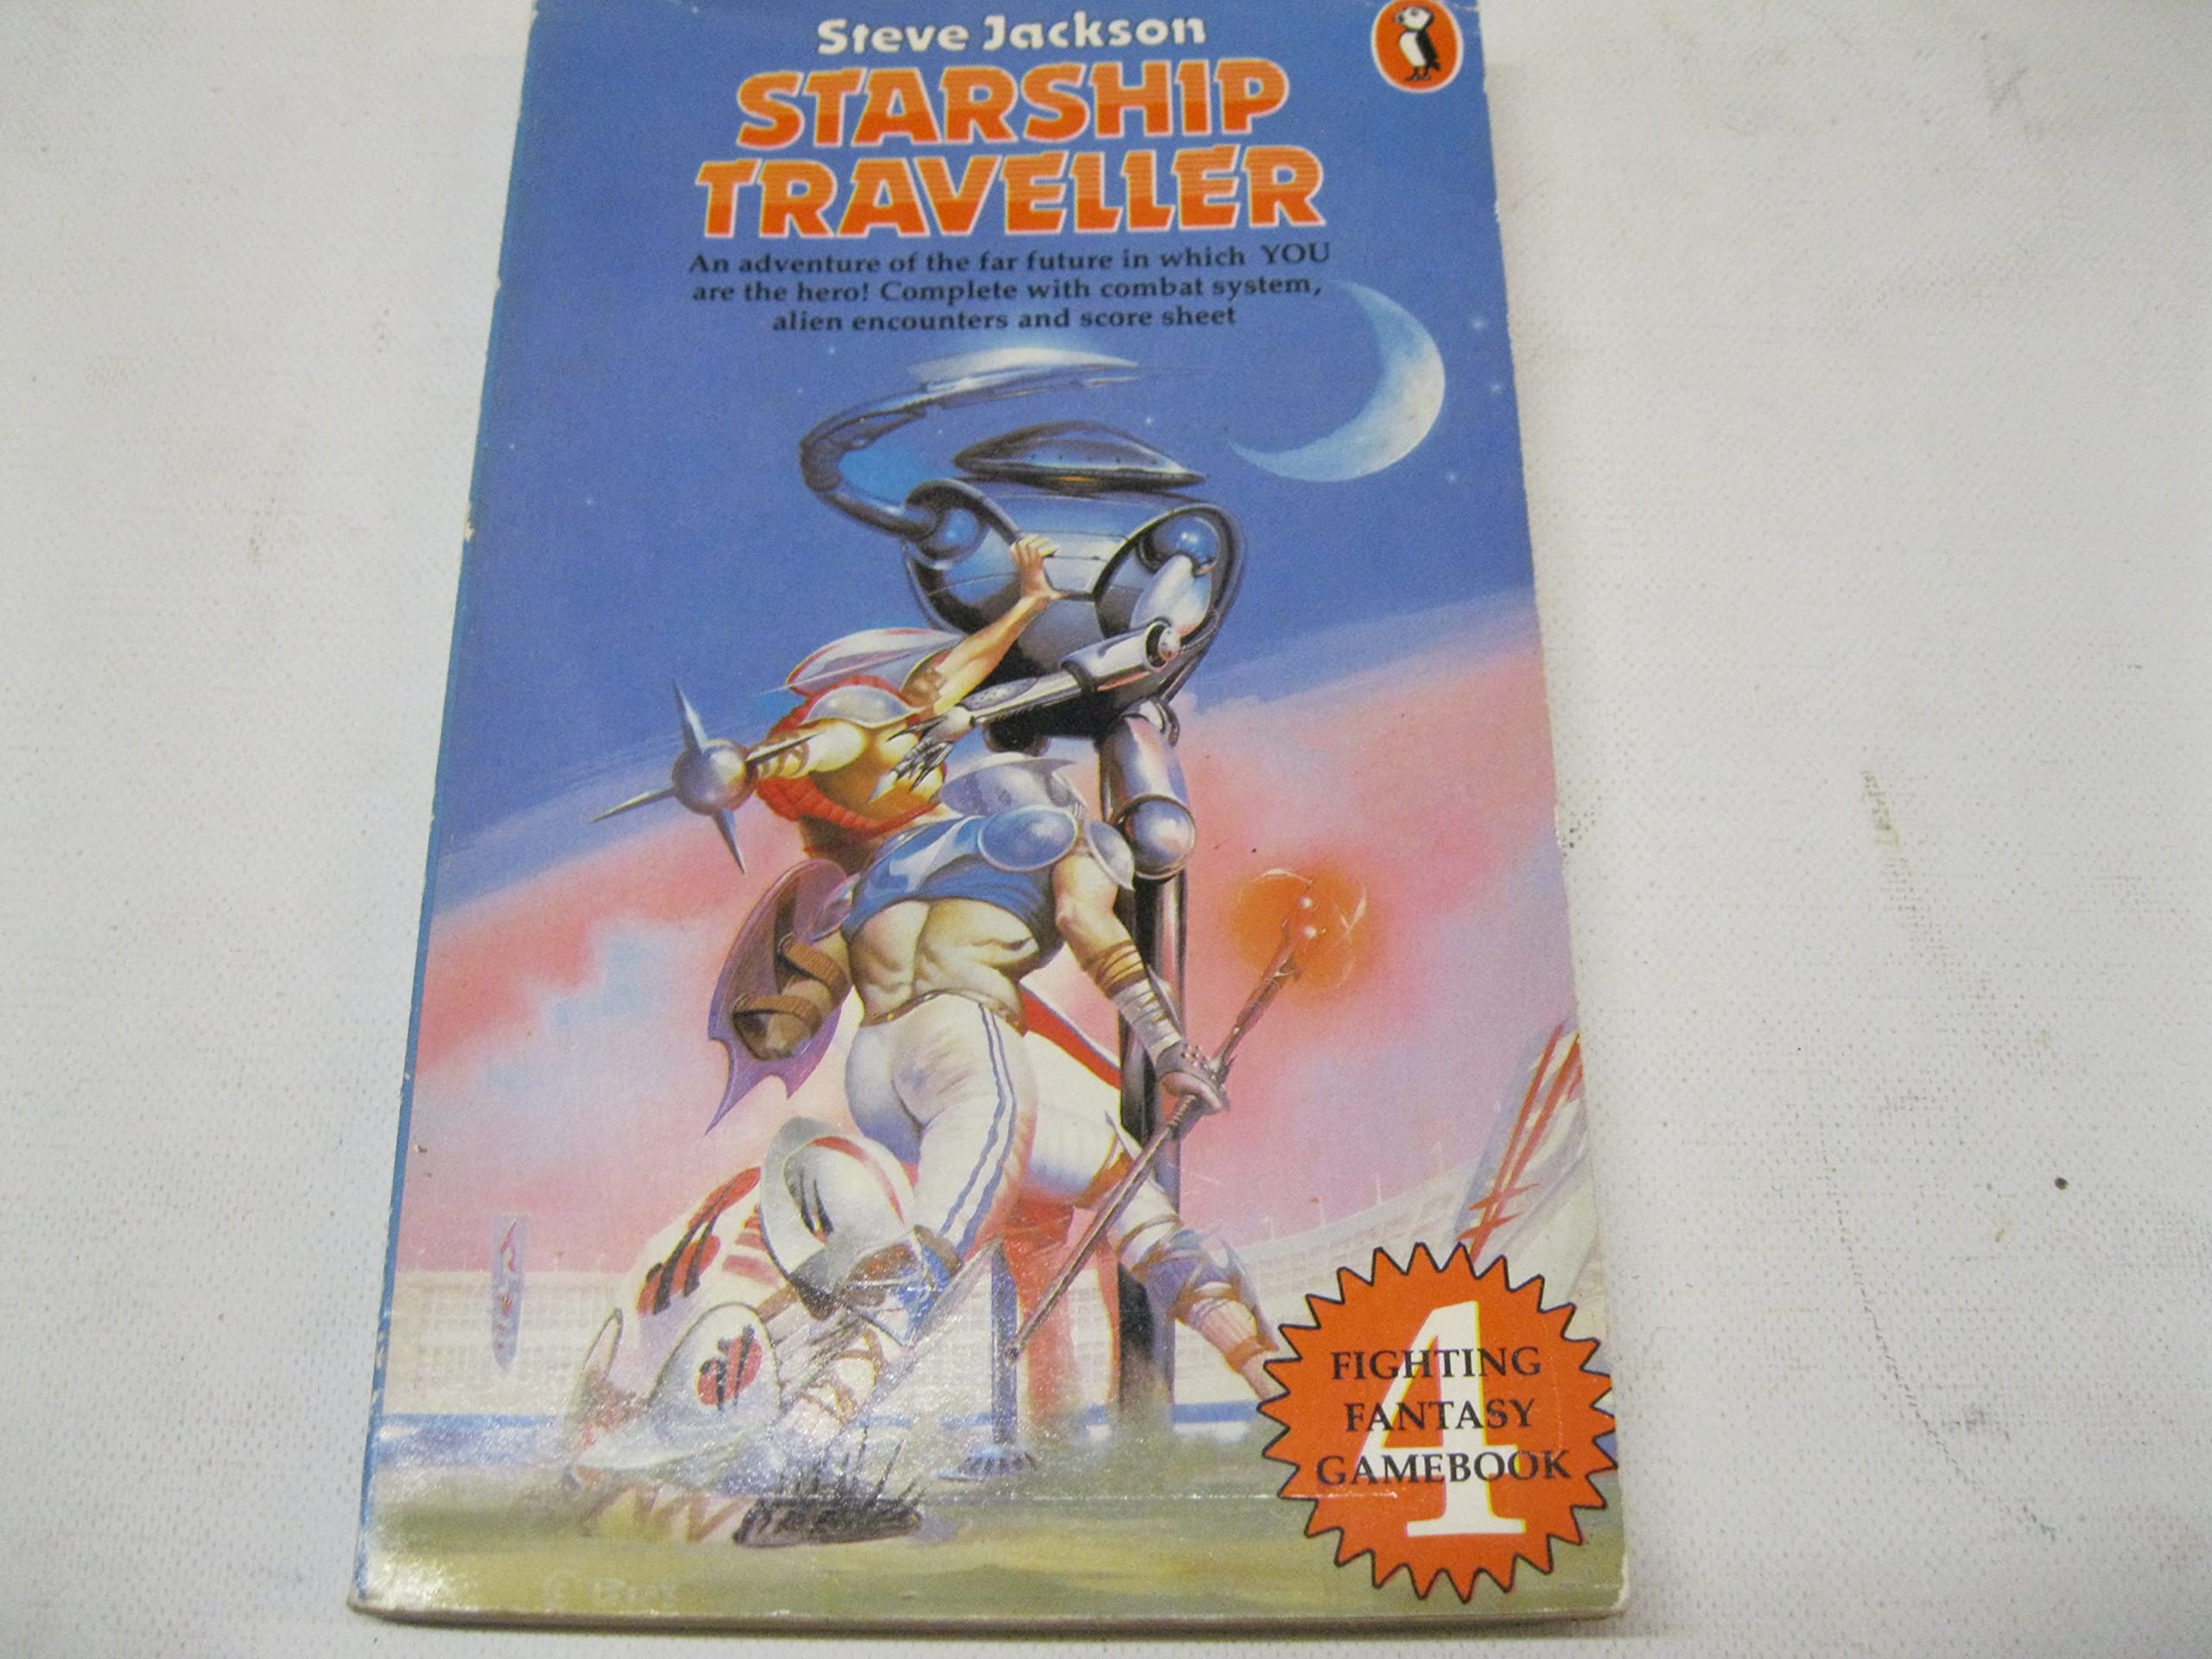 Steve Jackson
STARSHIP
TRAVELLER
An adventure of the far future in which YOU
are the hero! Complete with combat system,
alien encounters and score sheet
4
FIGHTING
FANTASY
GAMEBOOK